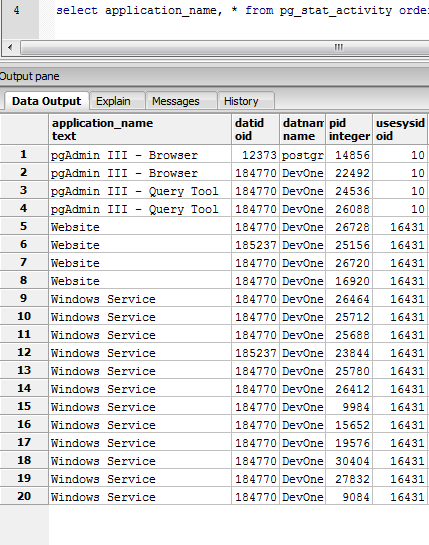 4 select application_name, * from pg_stat_activity orde
Output pane
Data Output Explain Messages History
application_name datid datnam pid usesysid
text oid name integer oid
1 pgAdmin III - Browser 12373 postgr 14856 10
2 pgAdmin III - Browser 184770 DevOne 22492 10
3 pgAdmin III - Query Tool 184770 DevOne 24536 10
4 pgAdmin III - Query Tool 184770 DevOne 26088 10
5 Website 184770 DevOne 26728 16431
6 Website 185237 DevOne 25156 16431
7 Website 184770 DevOne 26720 16431
8 Website 184770 DevOne 16920 16431
9 Windows Service 184770 DevOne 26464 16431
10 Windows Service 184770 DevOne 25712 16431
11 Windows Service 184770 DevOne 25688 16431
12 Windows Service 185237 DevOne 23844 16431
13 Windows Service 184770 DevOne 25780 16431
14 Windows Service 184770 DevOne 26412 16431
15 Windows Service 184770 DevOne 9984 16431
16 Windows Service 184770 DevOne 15652 16431
17 Windows Service 184770 DevOne 19576 16431
18 Windows Service 184770 DevOne 30404 16431
19 Windows Service 184770 DevOne 27832 16431
20 Windows Service 184770 DevOne 9084 16431